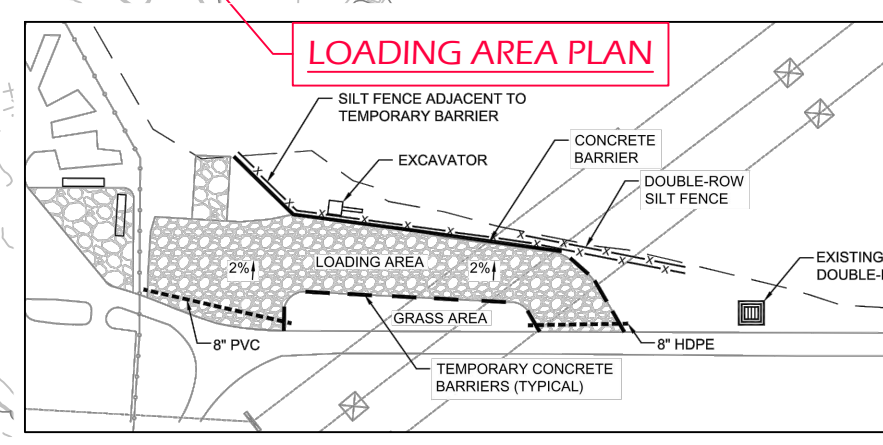 LOADING AREA PLAN
SILT FENCE ADJACENT TO
TEMPORARY BARRIER
EXCAVATOR
CONCRETE
BARRIER
DOUBLE-ROW
SILT FENCE
EXISTING
DOUBLE-
2%
LOADING AREA
2%
GRASS AREA
8" PVC
8" HDPE
TEMPORARY CONCRETE
BARRIERS (TYPICAL)